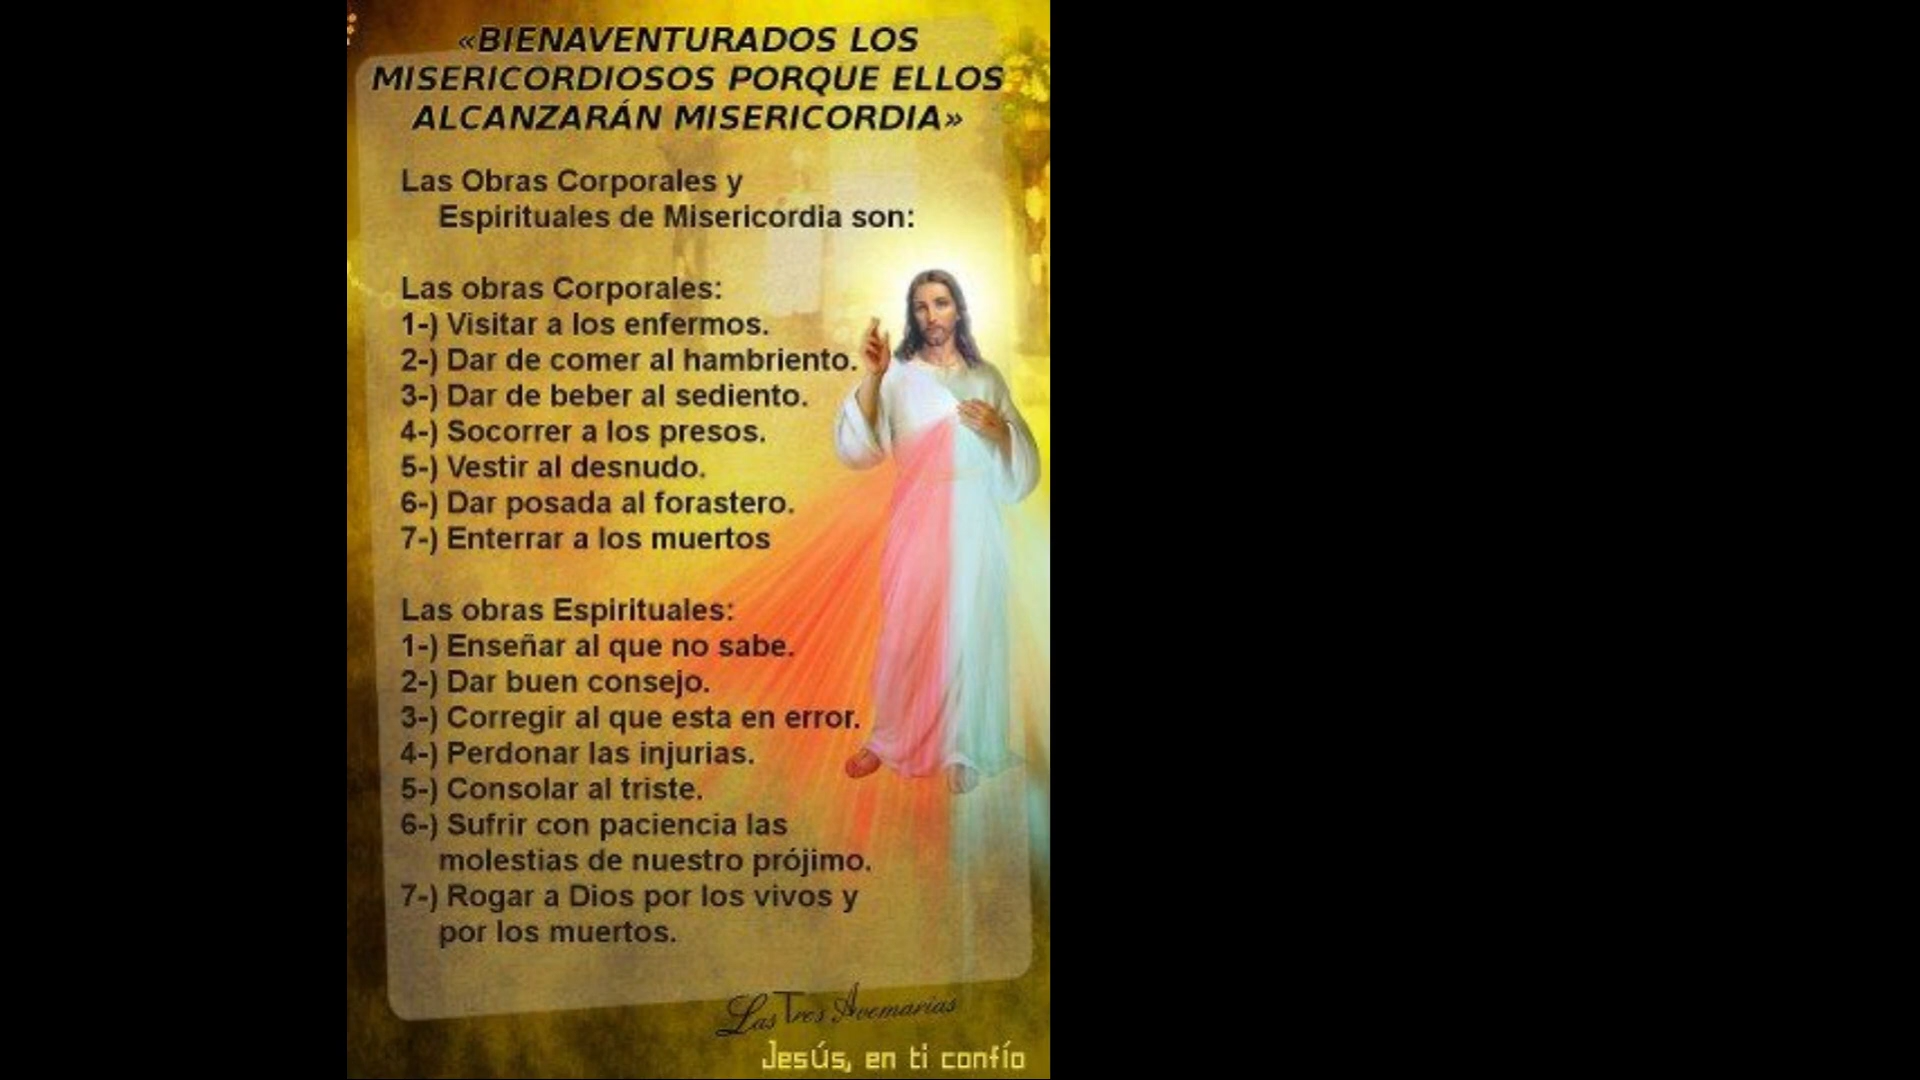 «BIENAVENTURADOS LOS
MISERICORDIOSOS PORQUE ELLOS
ALCANZARÁN MISERICORDIA»
Las Obras Corporales y
Espirituales de Misericordia son:
Las obras Corporales:
1-) Visitar a los enfermos.
2-) Dar de comer al hambriento.
3-) Dar de beber al sediento.
4-) Socorrer a los presos.
5-) Vestir al desnudo.
6-) Dar posada al forastero.
7-) Enterrar a los muertos
Las obras Espirituales:
1-) Enseñar al que no sabe.
2-) Dar buen consejo.
3-) Corregir al que esta en error.
4-) Perdonar las injurias.
5-) Consolar al triste.
6-) Sufrir con paciencia las
molestias de nuestro prójimo.
7-) Rogar a Dios por los vivos y
por los muertos.
Las Tres Avemarías
Jesús, en ti confío